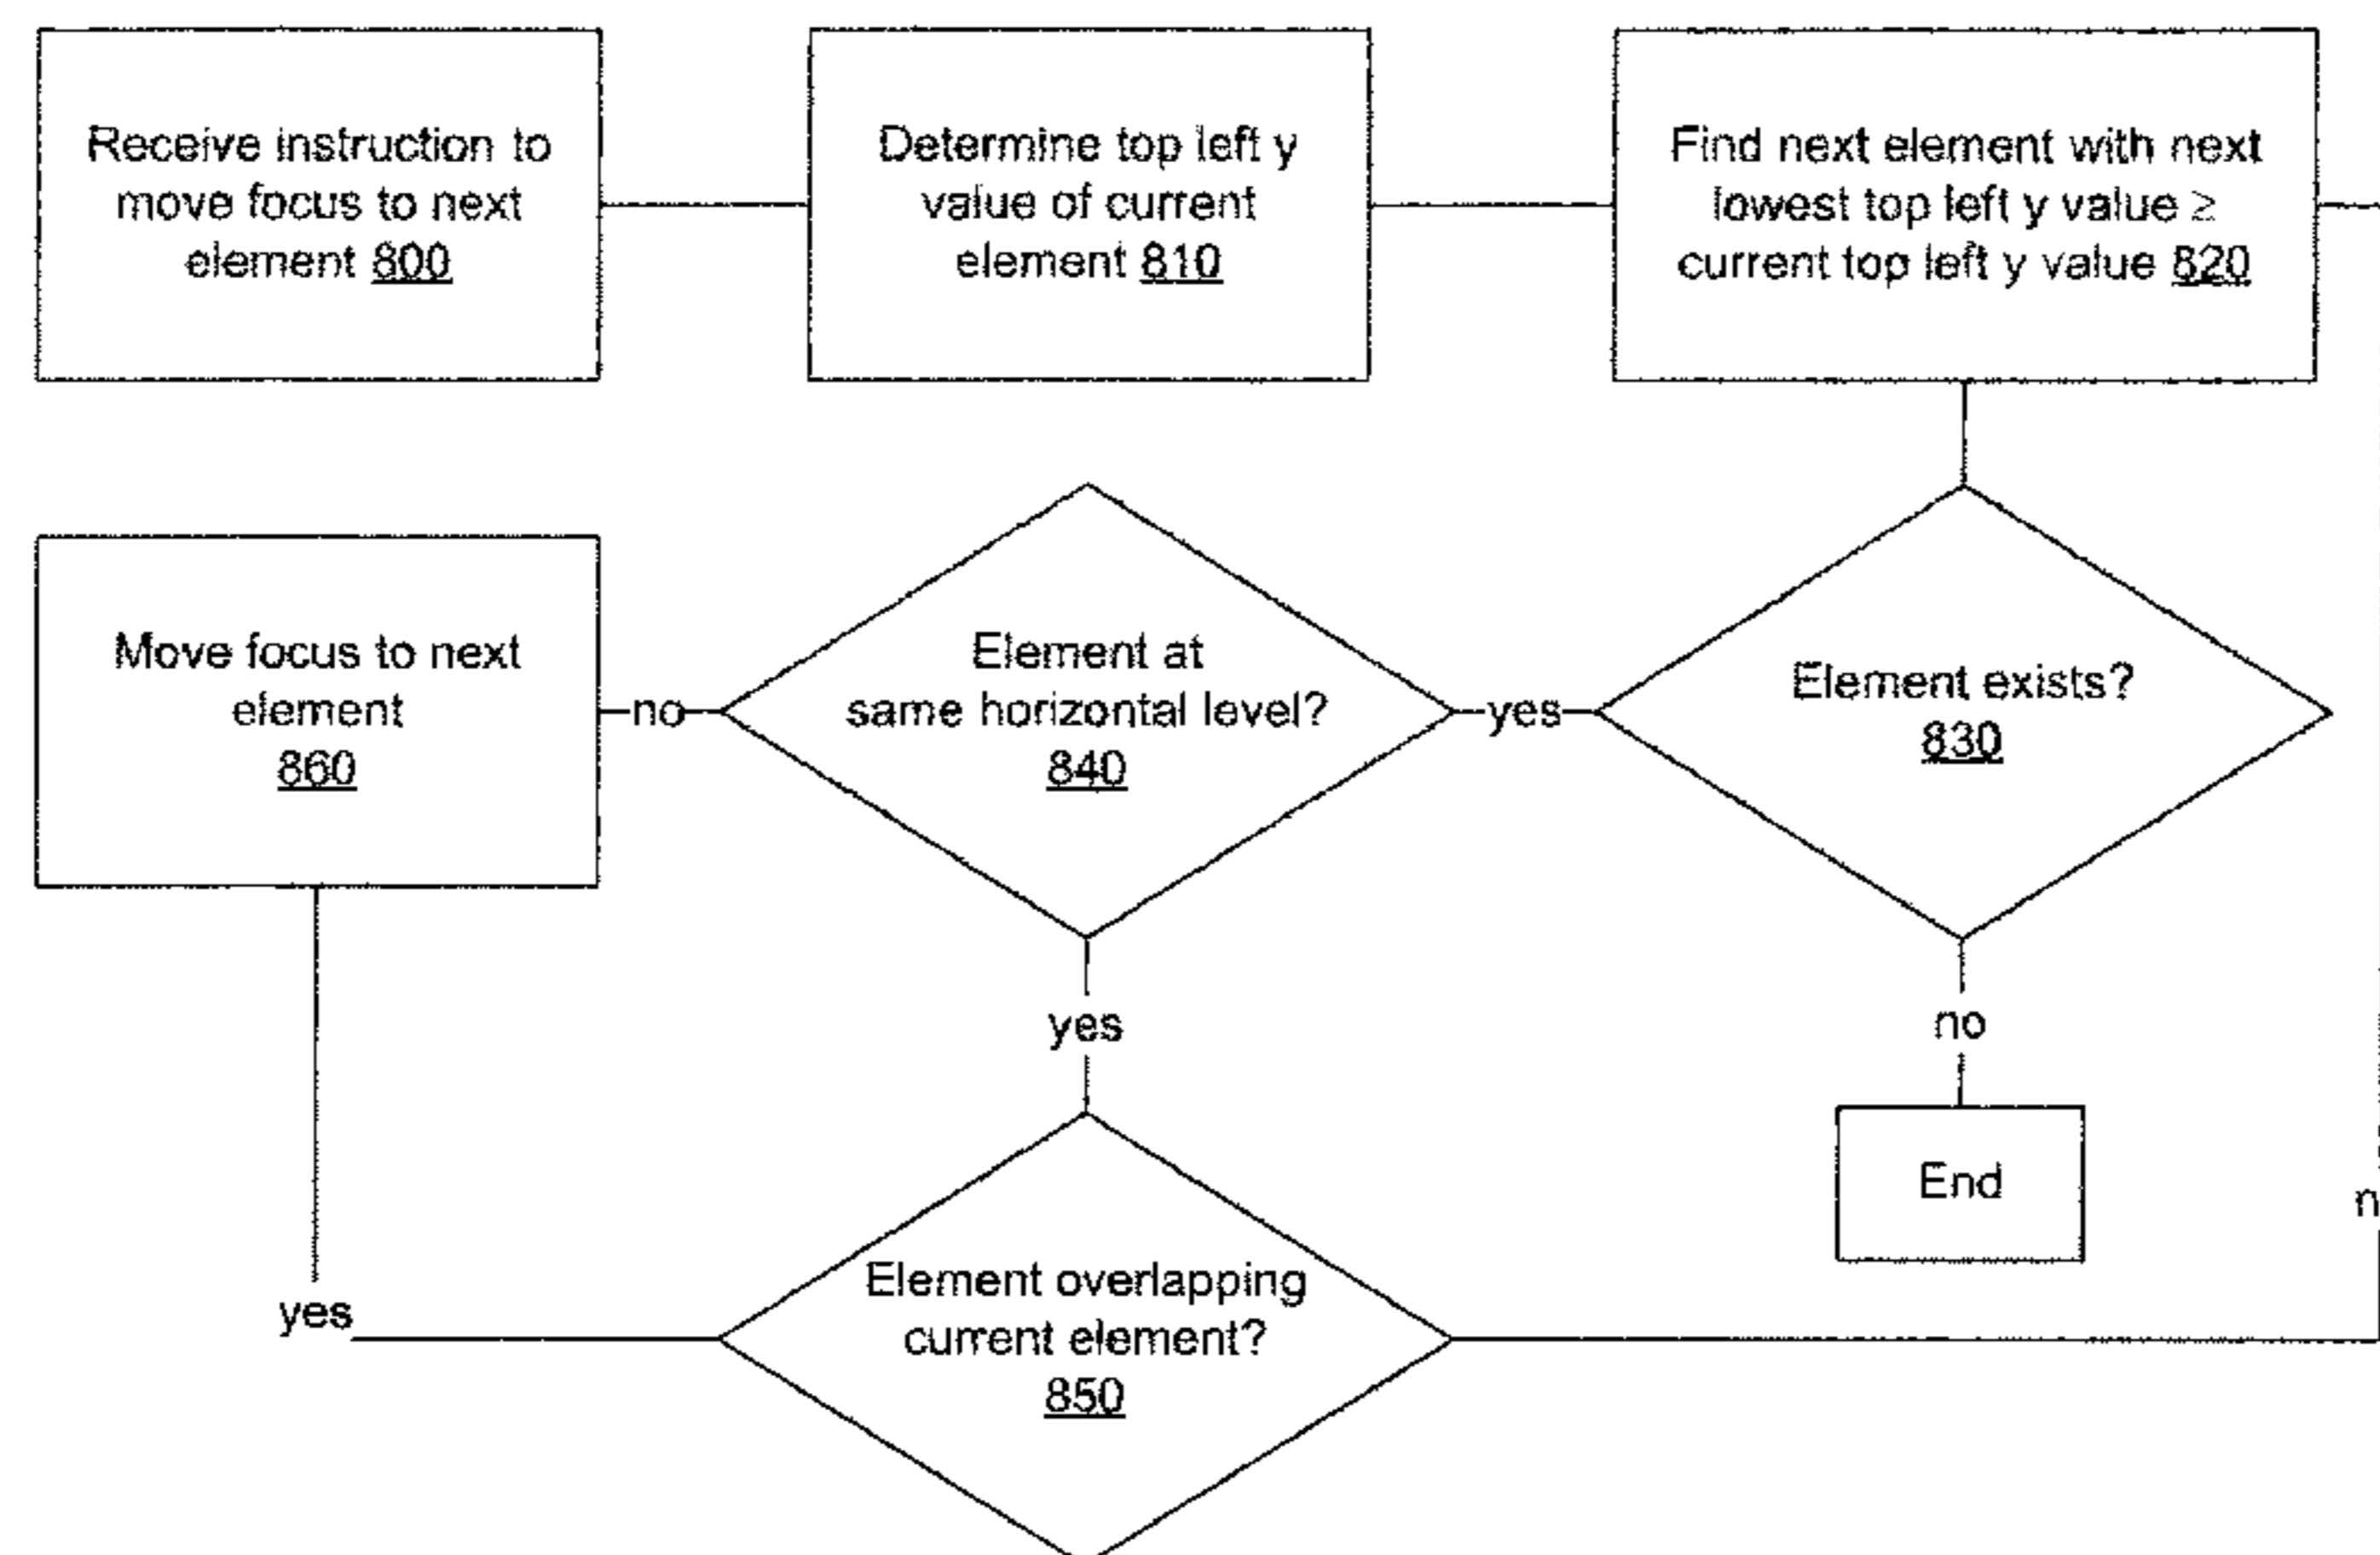 Receive instruction to
move focus to next
element 800
Determine top left y
value of current
element 810
Find next element with next
lowest top left y value ≥
current top left y value 820
Move focus to next
element
860
no
Element at
same horizontal level?
840
yes
Element exists?
830
yes
no
End
yes
Element overlapping
current element?
850